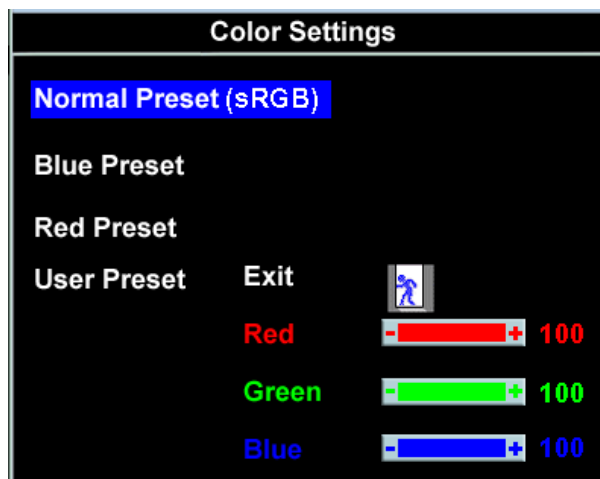 Color Settings
Normal Preset (sRGB)
Blue Preset
Red Preset
User Preset Exit
Red - + 100
Green - + 100
Blue - + 100